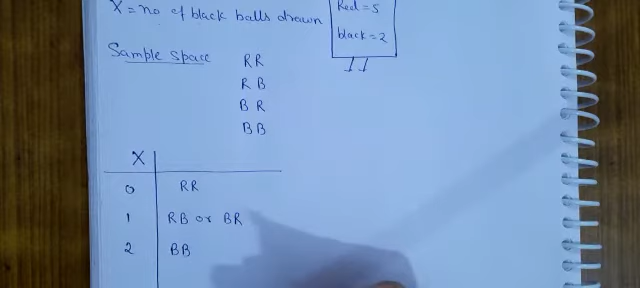 X = no of black balls drawn
Red = 5
black = 2
Sample space
RR
RB
BR
BB
X
0 RR
1 RB or BR
2 BB